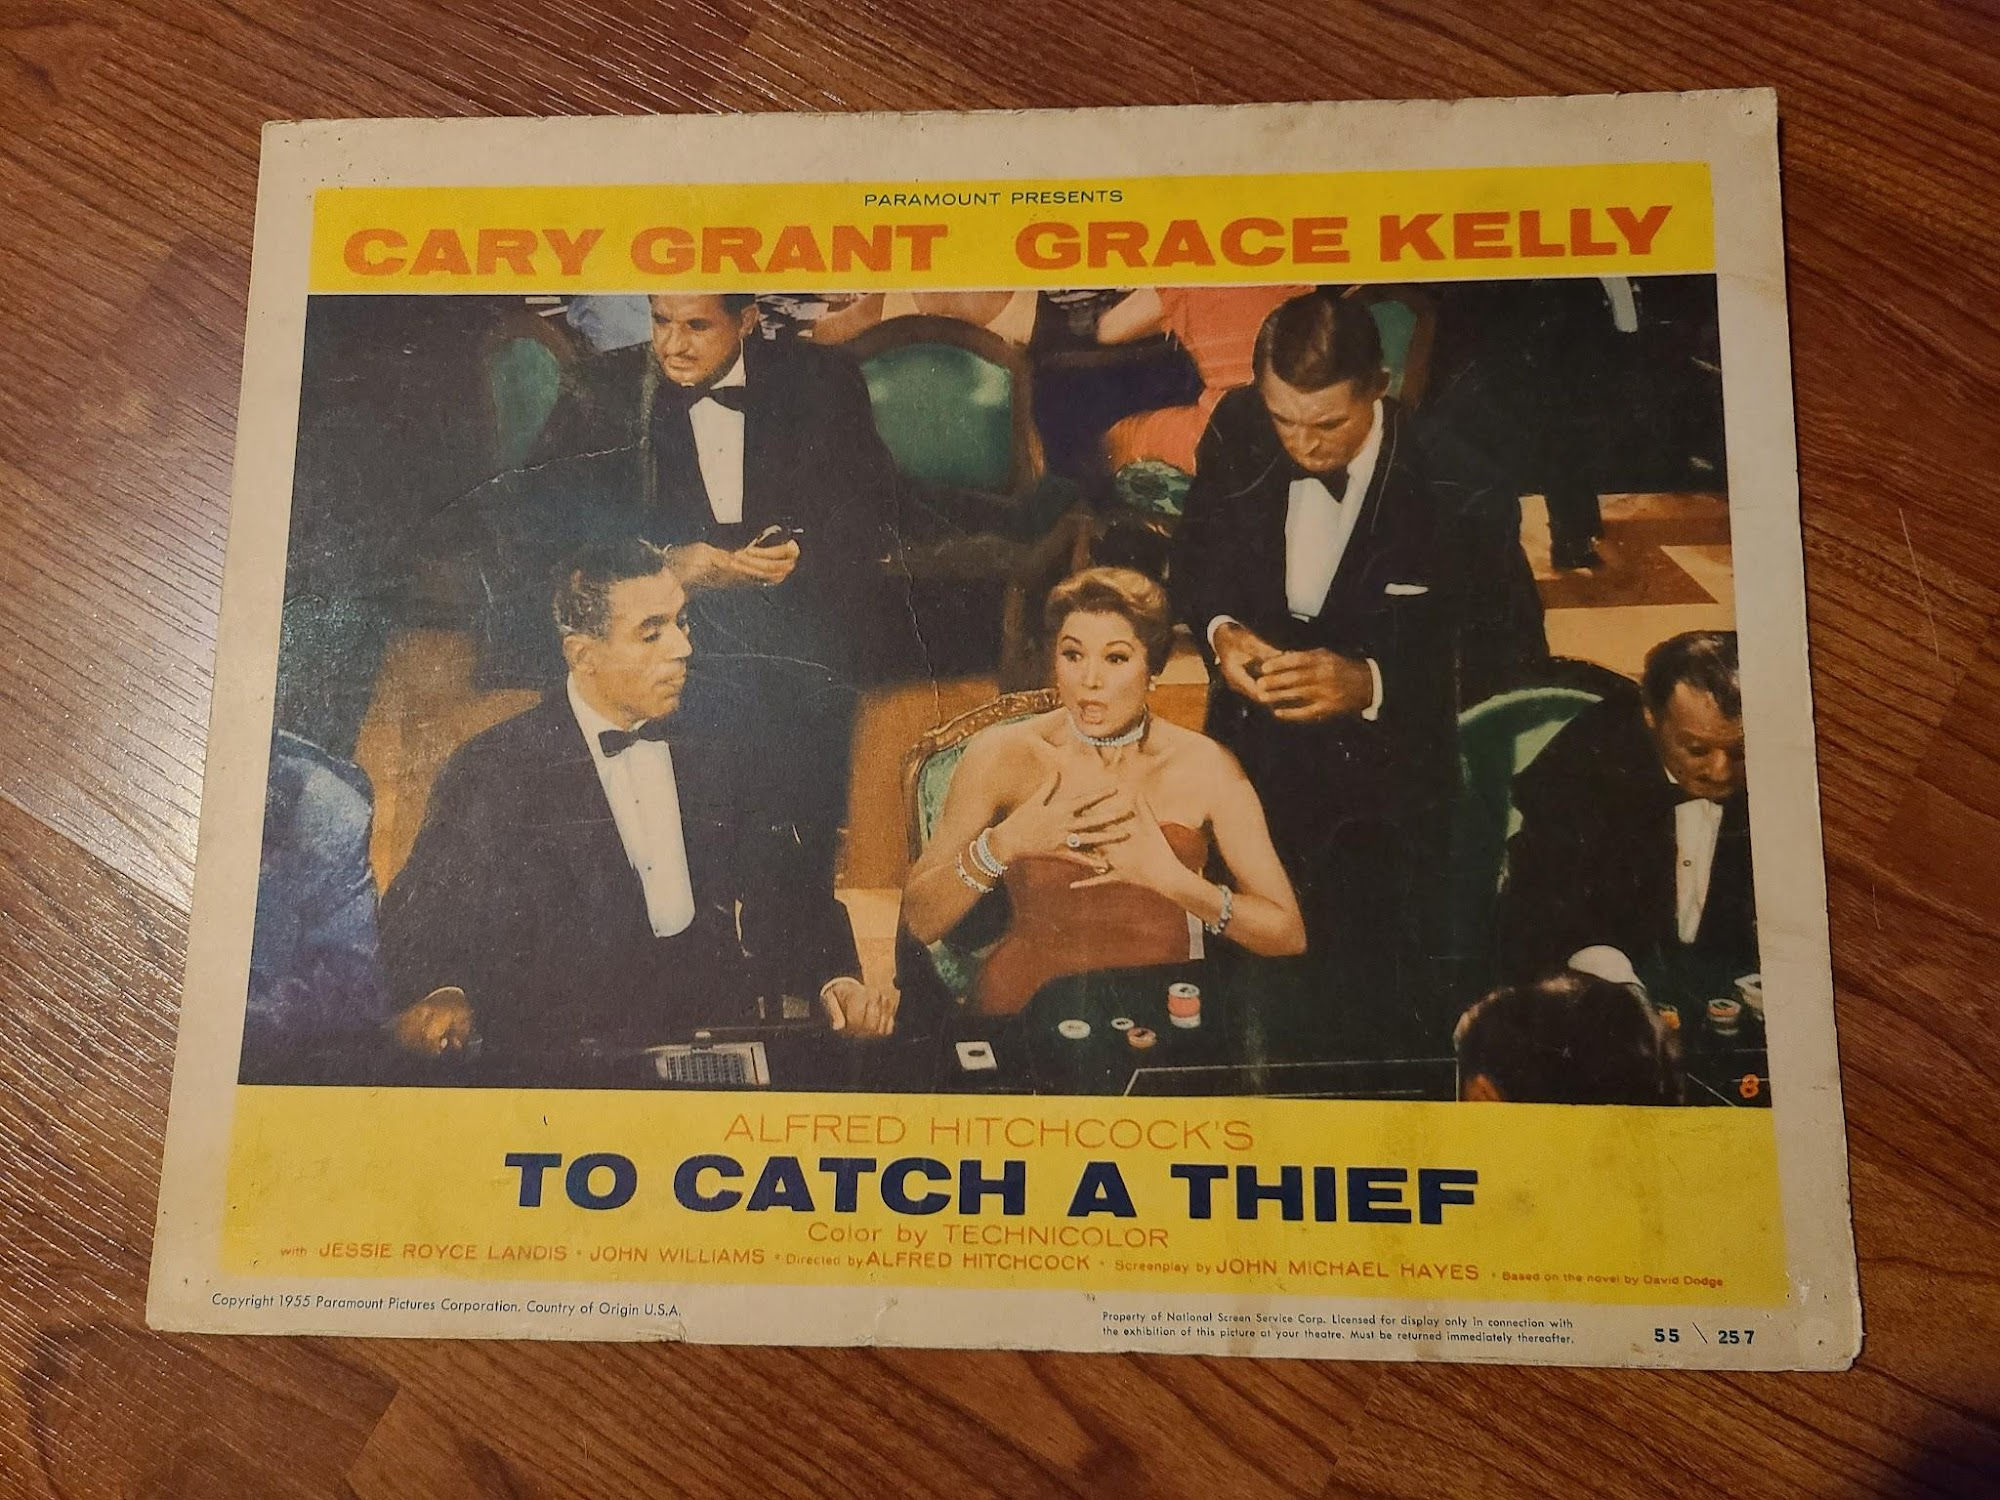 PARAMOUNT PRESENTS
CARY GRANT GRACE KELLY
8
ALFRED HITCHCOCK'S
TO CATCH A THIEF
Color by TECHNICOLOR
with JESSIE ROYCE LANDIS • JOHN WILLIAMS • Directed by ALFRED HITCHCOCK • Screenplay by JOHN MICHAEL HAYES • Based on the novel by David Dodge
Copyright 1955 Paramount Pictures Corporation. Country of Origin U.S.A.
Property of National Screen Service Corp. Licensed for display only in connection with
the exhibition of this picture at your theatre. Must be returned immediately thereafter.
55 \ 257